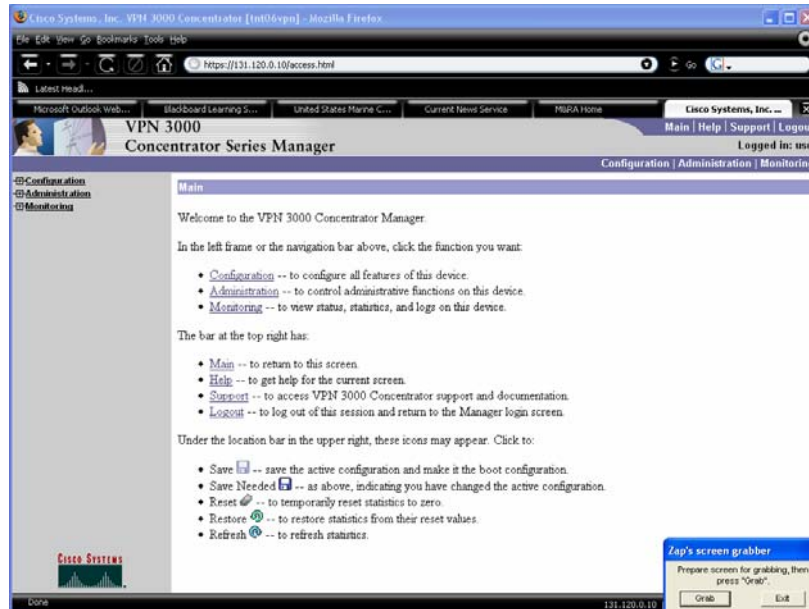 Cisco Systems, Inc. VPN 3000 Concentrator [tnt06vpn] - Mozilla Firefox
File Edit View Go Bookmarks Tools Help
https://131.120.0.10/access.html
Go
Latest Headl...
Microsoft Outlook Web... Blackboard Learning S... United States Marine C... Current News Service M&RA Home Cisco Systems, Inc. ...
VPN 3000
Concentrator Series Manager
Main | Help | Support | Logou
Logged in: use
Configuration | Administration | Monitorin
Configuration
Administration
Monitoring
Main
Welcome to the VPN 3000 Concentrator Manager.
In the left frame or the navigation bar above, click the function you want:
Configuration -- to configure all features of this device.
Administration -- to control administrative functions on this device.
Monitoring -- to view status, statistics, and logs on this device.
The bar at the top right has:
Main -- to return to this screen.
Help -- to get help for the current screen.
Support -- to access VPN 3000 Concentrator support and documentation.
Logout -- to log out of this session and return to the Manager login screen.
Under the location bar in the upper right, these icons may appear. Click to:
Save -- save the active configuration and make it the boot configuration.
Save Needed -- as above, indicating you have changed the active configuration.
Reset -- to temporarily reset statistics to zero.
Restore -- to restore statistics from their reset values.
Refresh -- to refresh statistics.
Cisco Systems
Zap's screen grabber
Prepare screen for grabbing, then
press "Grab".
Grab Exit
Done
131.120.0.10